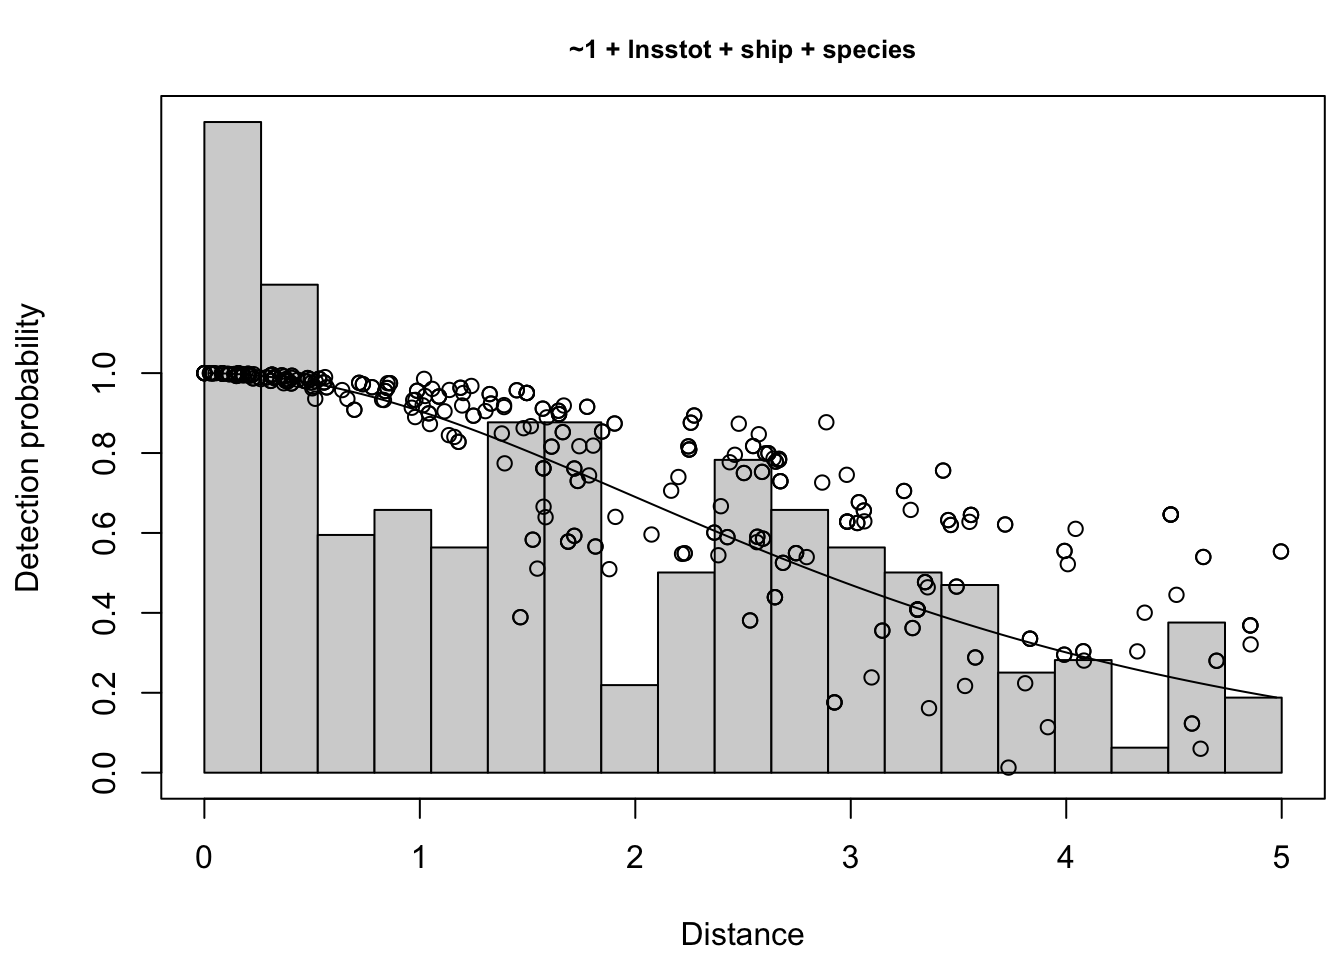 ~1 + lnsstot + ship + species
Detection probability
1.0
0.8
0.6
0.4
0.2
0.0
0 1 2 3 4 5
Distance